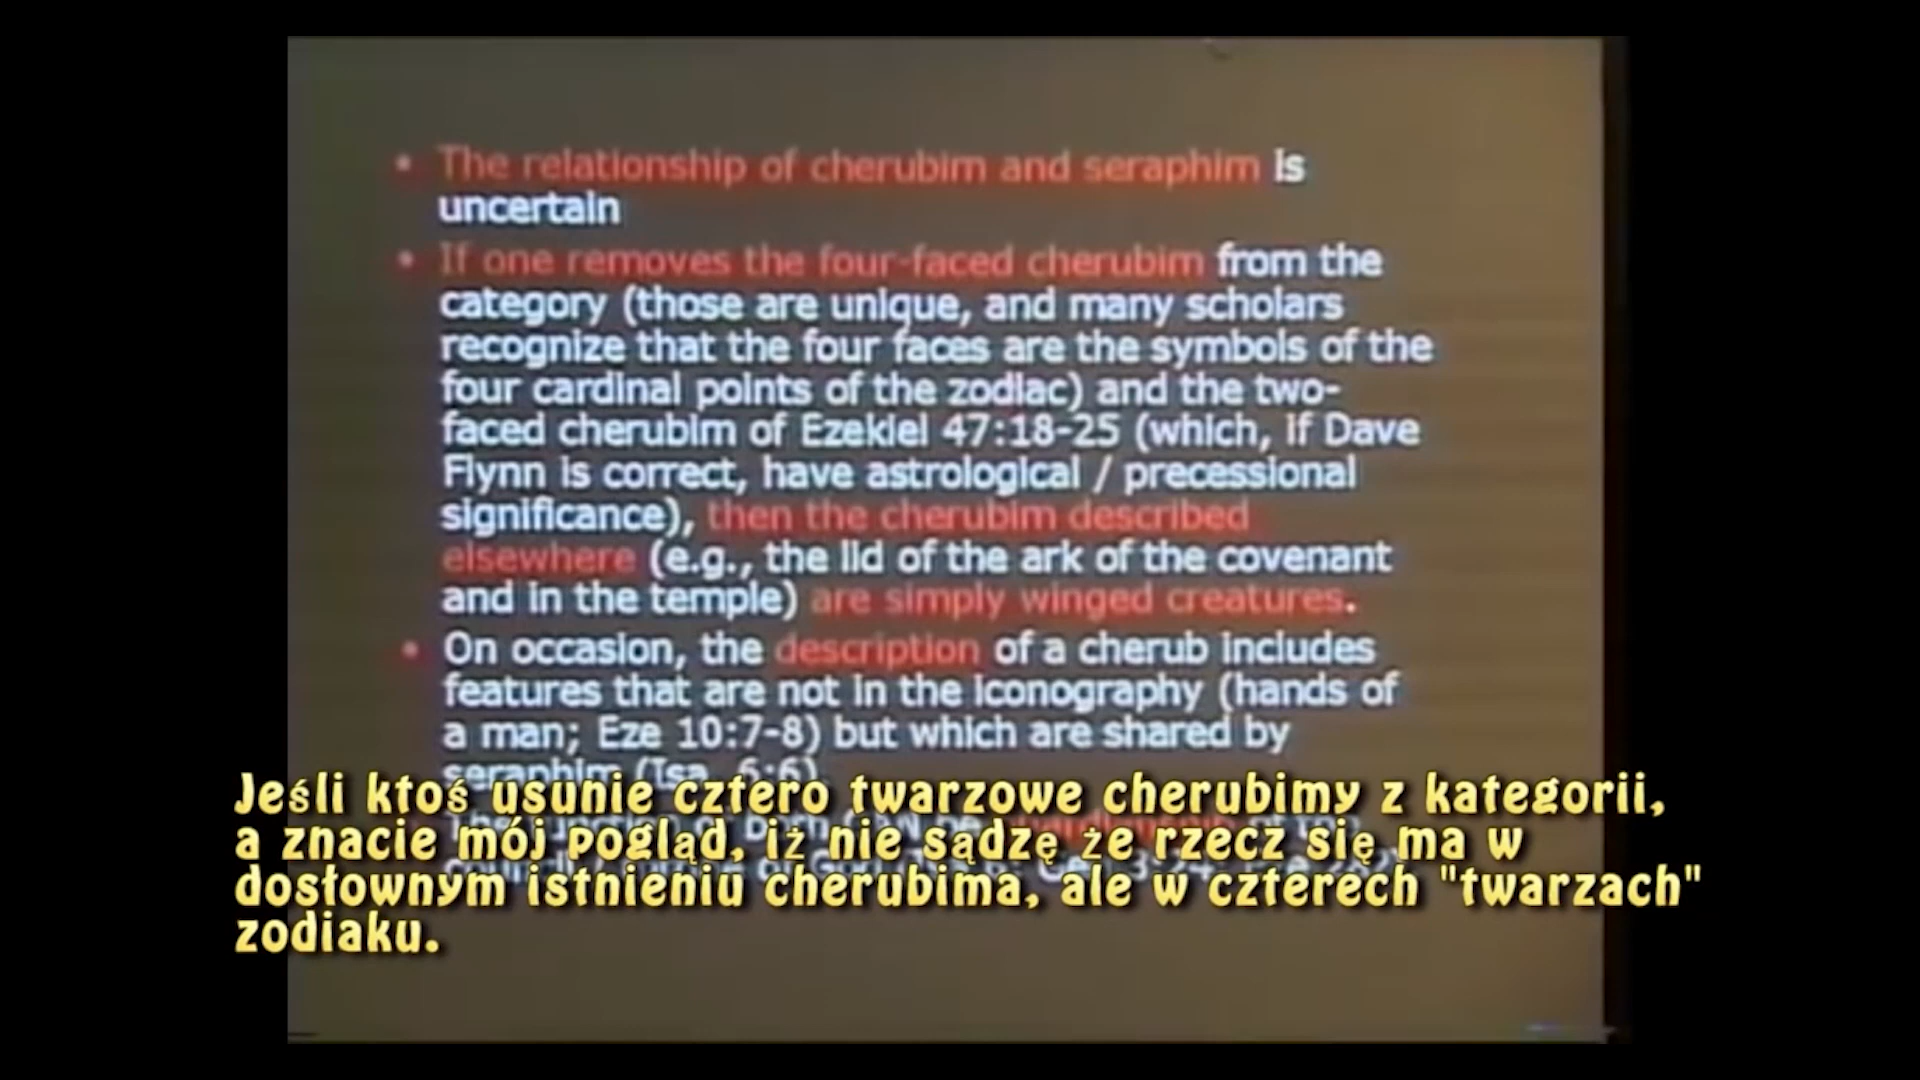 • The relationship of cherubim and seraphim is
uncertain
• If one removes the four-faced cherubim from the
category (those are unique, and many scholars
recognize that the four faces are the symbols of the
four cardinal points of the zodiac) and the two-
faced cherubim of Ezekiel 47:18-25 (which, if Dave
Flynn is correct, have astrological / precessional
significance), then the cherubim described
elsewhere (e.g., the lid of the ark of the covenant
and in the temple) are simply winged creatures.
• On occasion, the description of a cherub includes
features that are not in the iconography (hands of
a man; Eze 10:7-8) but which are shared by
seraphim (Isa. 6:6)
Jeśli ktoś usunie cztero twarzowe cherubimy z kategorii,
a znacie mój pogląd, iż nie sądzę że rzecz się ma w
dosłownym istnieniu cherubima, ale w czterech "twarzach"
zodiaku.